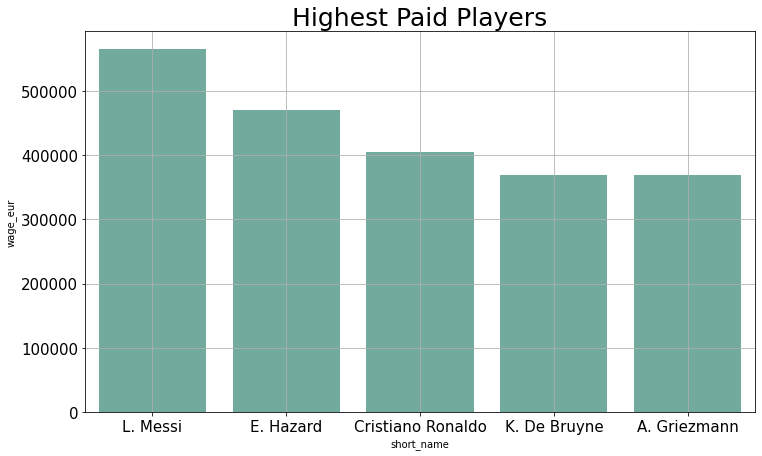 Highest Paid Players
500000
400000
300000
200000
100000
0
wage_eur
L. Messi E. Hazard Cristiano Ronaldo K. De Bruyne A. Griezmann
short_name